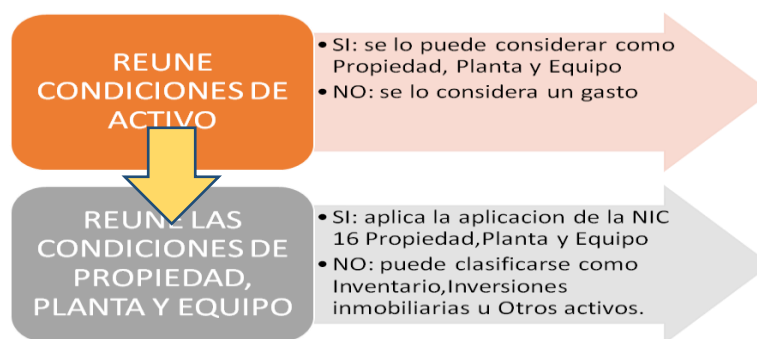 REUNE
CONDICIONES DE
ACTIVO
• SI: se lo puede considerar como
Propiedad, Planta y Equipo
• NO: se lo considera un gasto
REUNE LAS
CONDICIONES DE
PROPIEDAD,
PLANTA Y EQUIPO
• SI: aplica la aplicacion de la NIC
16 Propiedad,Planta y Equipo
• NO: puede clasificarse como
Inventario,Inversiones
inmobiliarias u Otros activos.